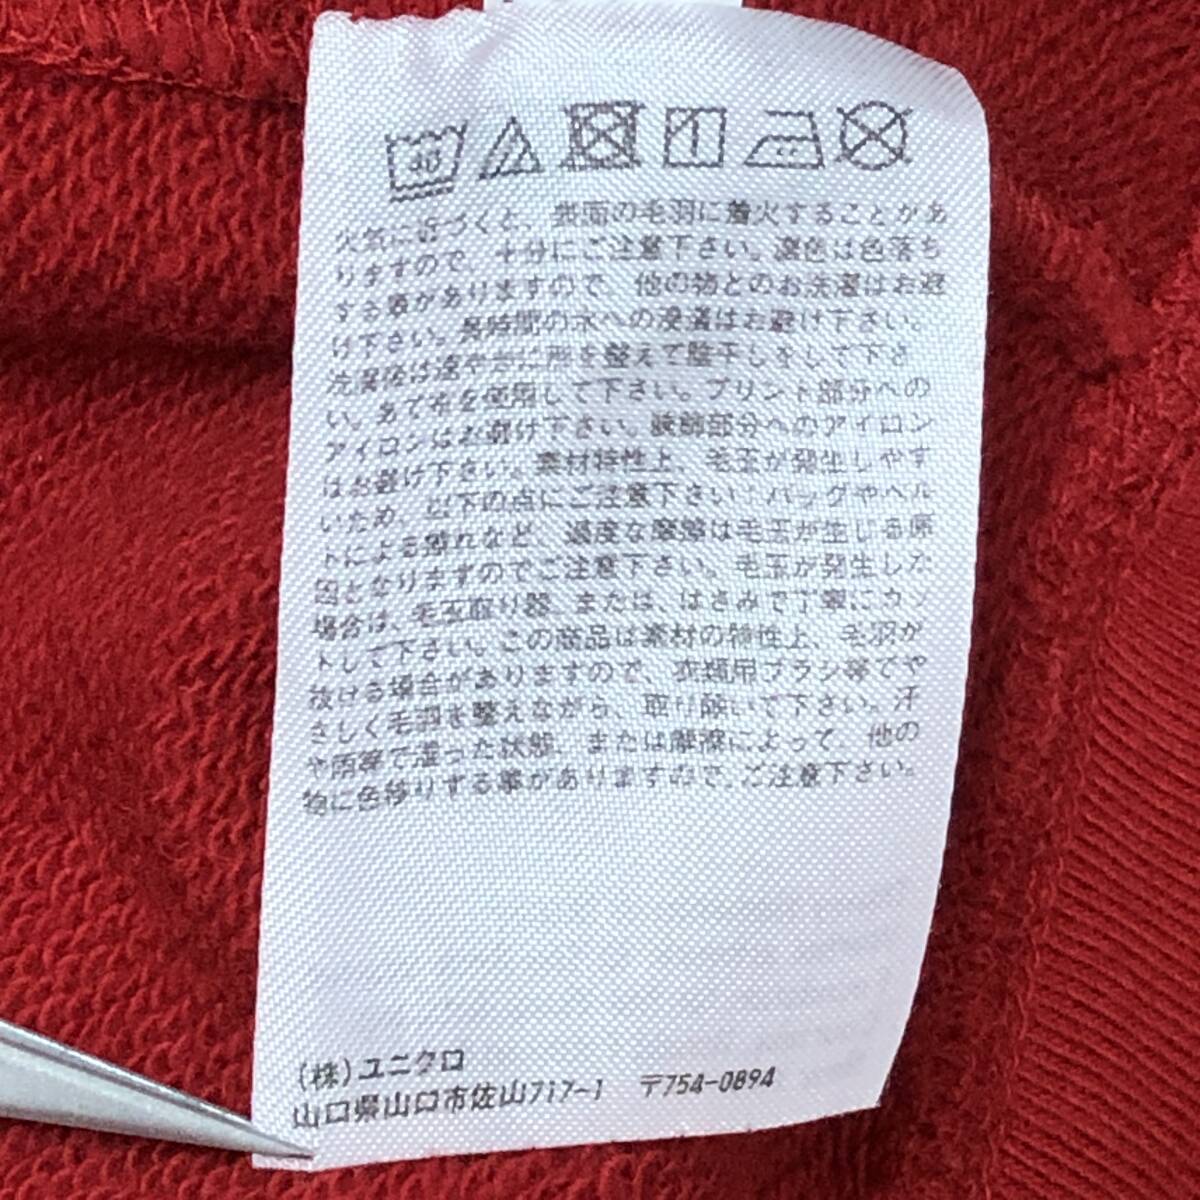 40
火気に近づくと、表面の毛羽に着火することがあ
りますので、十分にご注意下さい。濃色は色落ち
する事がありますので、他の物とのお洗濯はお避
け下さい。長時間の水への浸漬はお避け下さい。
洗濯後は速やかに形を整えて陰干しをして下さ
い。あて布を使用して下さい。プリント部分への
アイロンはお避け下さい。装飾部分へのアイロン
はお避け下さい。素材特性上、毛玉が発生しやす
いため、以下の点にご注意下さい：バッグやベル
トによる擦れなど、過度な摩擦は毛玉が生じる原
因となりますのでご注意下さい。毛玉が発生した
場合は、毛玉取り器、または、はさみで丁寧にカッ
トして下さい。この商品は素材の特性上、毛羽が
抜ける場合がありますので、衣類用ブラシ等でや
さしく毛羽を整えながら、取り除いて下さい。汗
や雨等で湿った状態、または摩擦によって、他の
物に色移りする事がありますので、ご注意下さい。
(株)ユニクロ
山口県山口市佐山717-1 〒754-0894